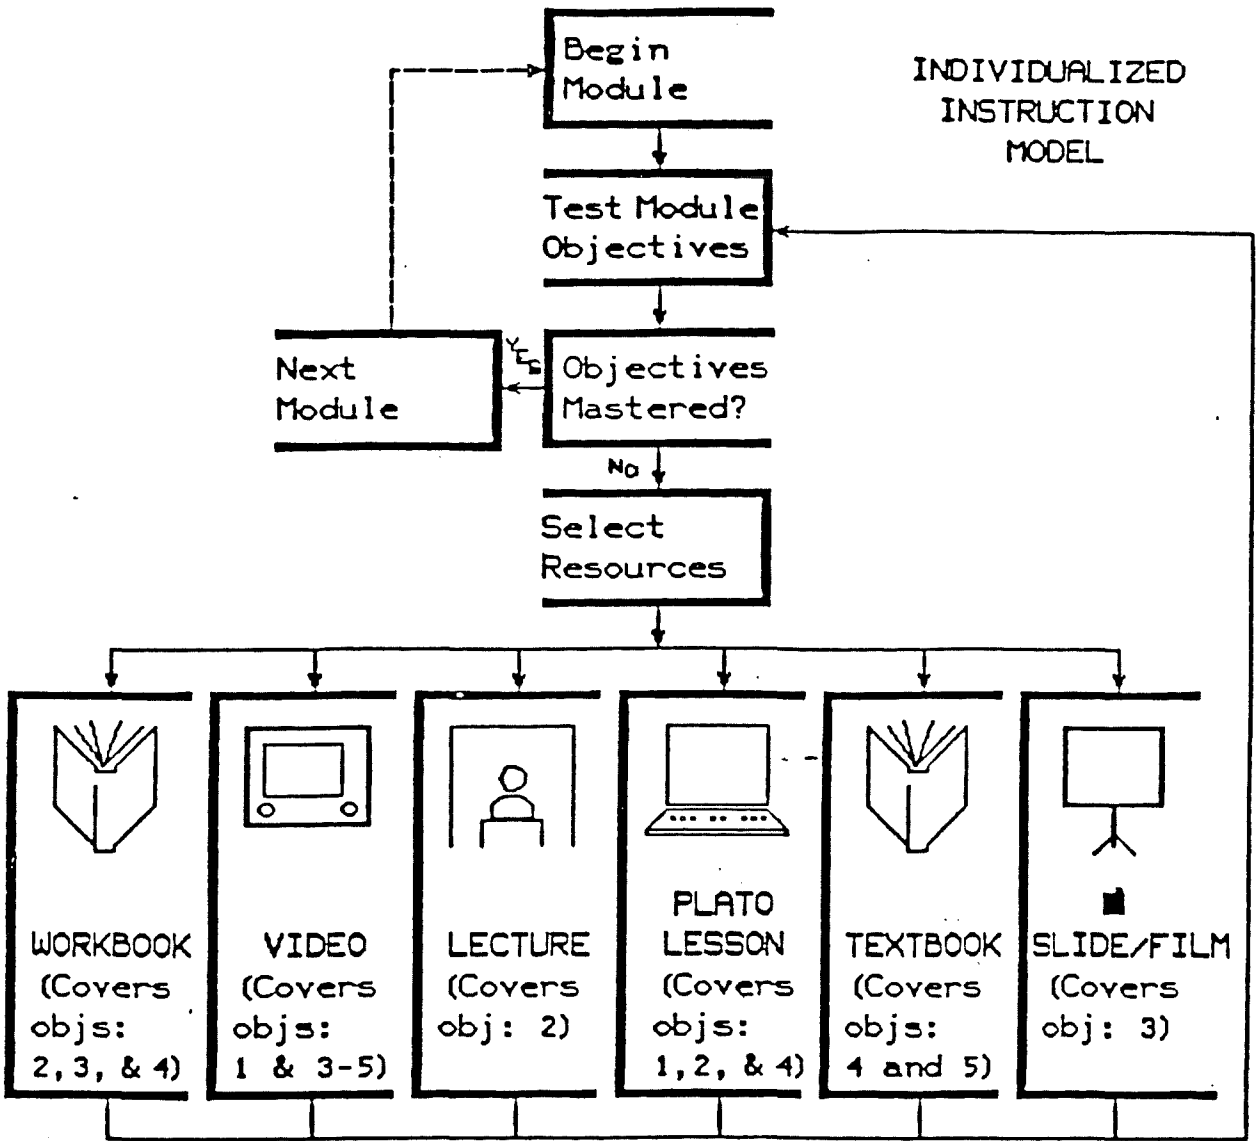 Begin
Module
INDIVIDUALIZED
INSTRUCTION
MODEL
Test Module
Objectives
Next
Module
YES
Objectives
Mastered?
NO
Select
Resources
WORKBOOK
(Covers
objs:
2,3, & 4)
VIDEO
(Covers
objs:
1 & 3-5)
LECTURE
(Covers
obj: 2)
PLATO
LESSON
(Covers
objs:
1,2, & 4)
TEXTBOOK
(Covers
objs:
4 and 5)
SLIDE/FILM
(Covers
obj: 3)